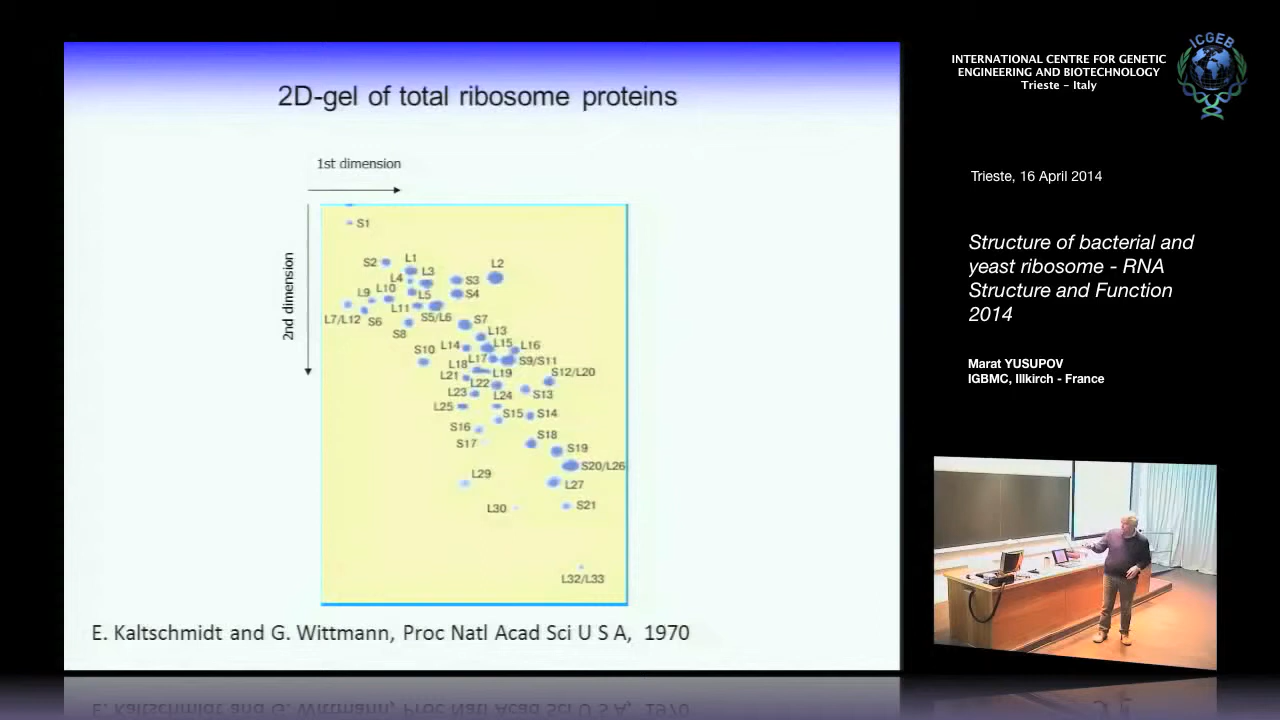 2D-gel of total ribosome proteins
1st dimension
2nd dimension
S1
S2
L1
L3
L4
S3
L2
L9
L10
L5
S4
L7/L12
S6
L11
S5/L6
S8
S7
L13
S10
L14
L15
L16
L18
L17
S9/S11
L21
L22
L19
S12/L20
L23
L24
S13
L25
S15
S14
S16
S17
S18
S19
S20/L26
L29
L27
L30
S21
L32/L33
E. Kaltschmidt and G. Wittmann, Proc Natl Acad Sci U S A, 1970
ICGEB
INTERNATIONAL CENTRE FOR GENETIC
ENGINEERING AND BIOTECHNOLOGY
Trieste - Italy
Trieste, 16 April 2014
Structure of bacterial and
yeast ribosome - RNA
Structure and Function
2014
Marat YUSUPOV
IGBMC, Illkirch - France